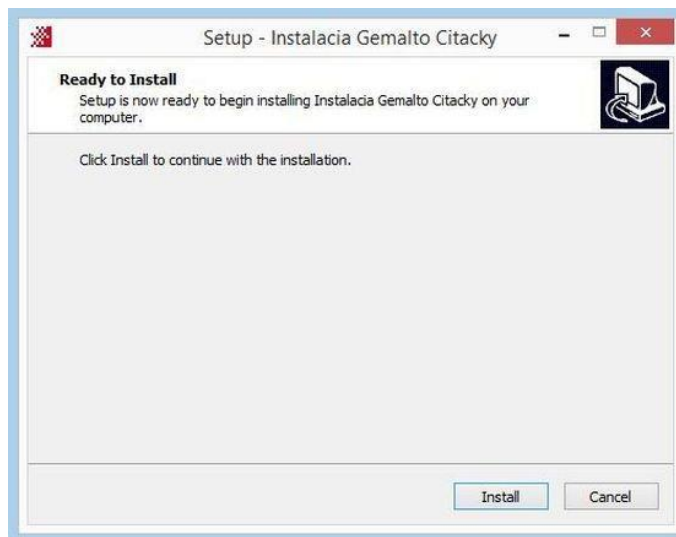 Setup - Instalacia Gemalto Citacky
Ready to Install
Setup is now ready to begin installing Instalacia Gemalto Citacky on your
computer.
Click Install to continue with the installation.
Install Cancel